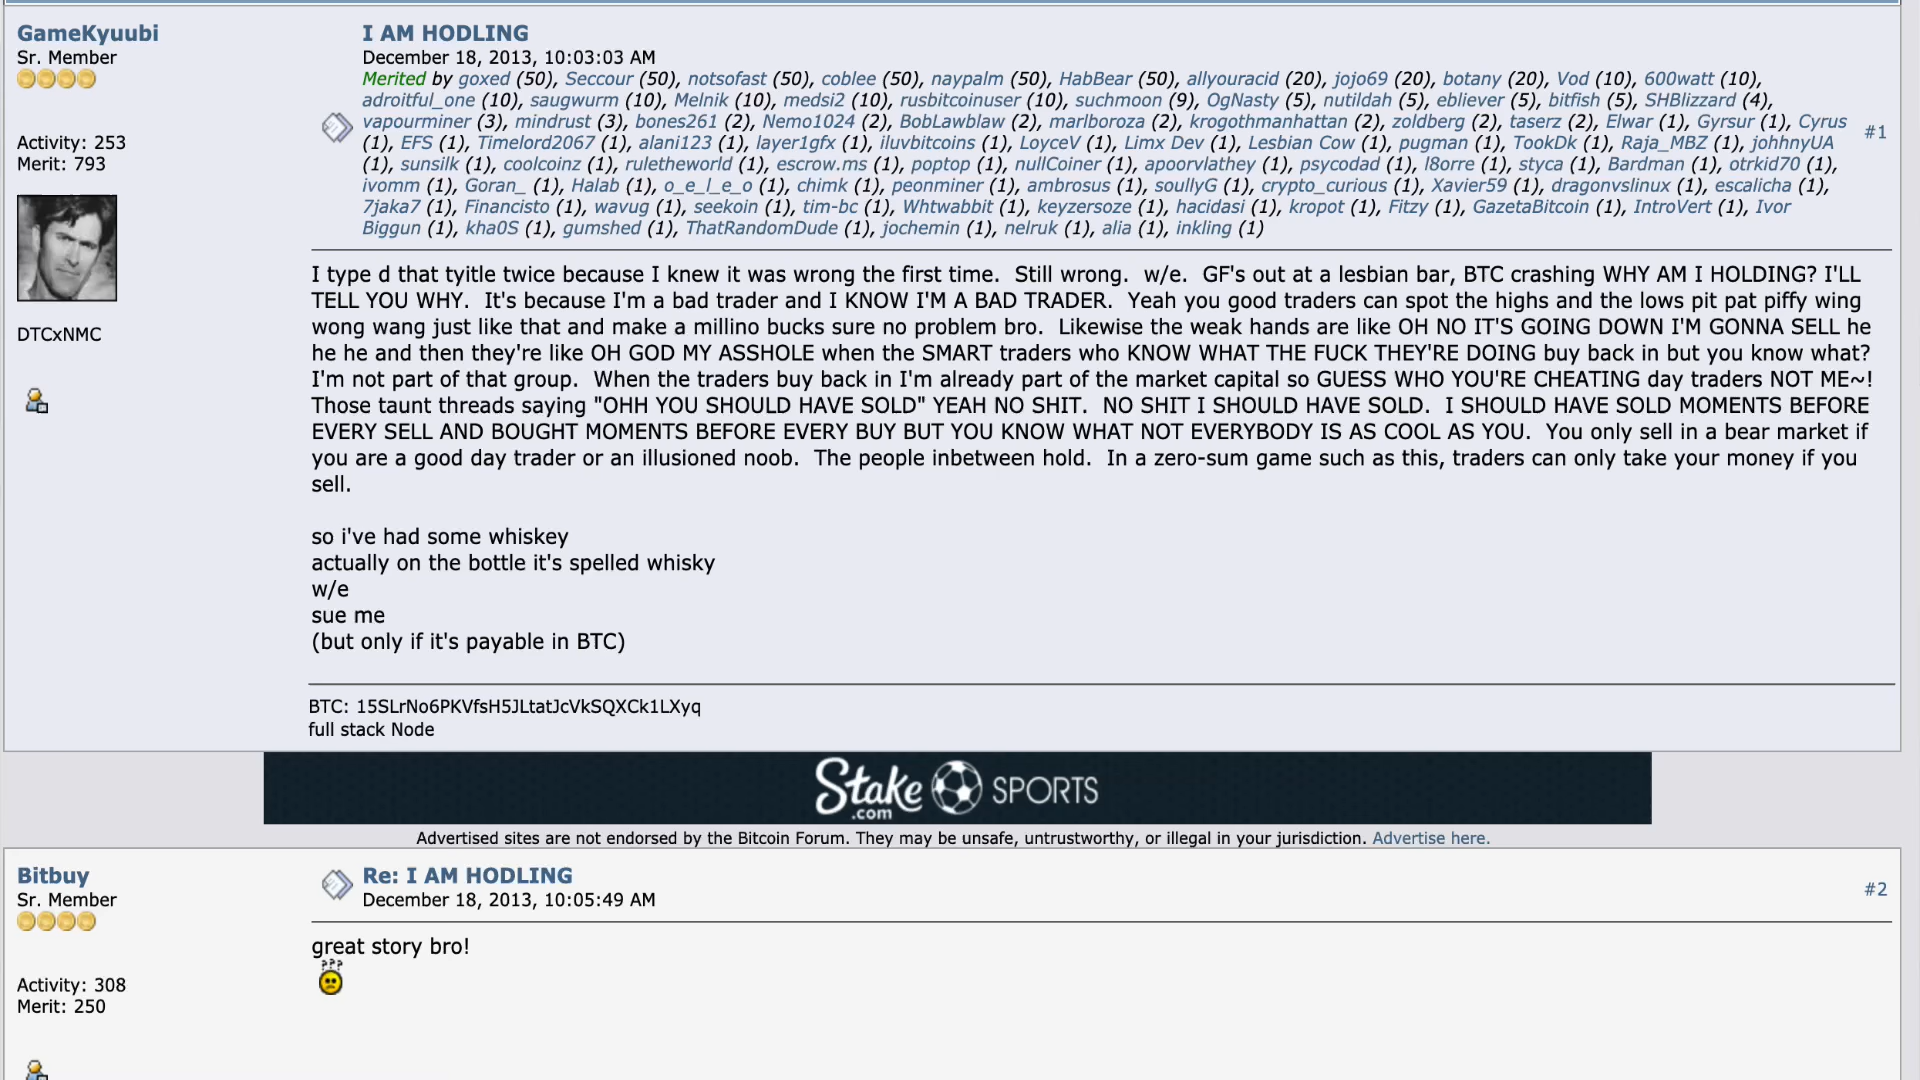 GameKyuubi
Sr. Member
Activity: 253
Merit: 793
DTCxNMC
I AM HODLING
December 18, 2013, 10:03:03 AM
Merited by goxed (50), Seccour (50), notsofast (50), coblee (50), naypalm (50), HabBear (50), allyouracid (20), jojo69 (20), botany (20), Vod (10), 600watt (10),
adroitful_one (10), saugwurm (10), Melnik (10), medsi2 (10), rusbitcoinuser (10), suchmoon (9), OgNasty (5), nutildah (5), ebliever (5), bitfish (5), SHBlizzard (4),
vapourminer (3), mindrust (3), bones261 (2), Nemo1024 (2), BobLawblaw (2), marlboroza (2), krogothmanhattan (2), zoldberg (2), taserz (2), Elwar (1), Gyrsur (1), Cyrus
(1), EFS (1), Timelord2067 (1), alani123 (1), layer1gfx (1), iluvbitcoins (1), LoyceV (1), Limx Dev (1), Lesbian Cow (1), pugman (1), TookDk (1), Raja_MBZ (1), johhnyUA
(1), sunsilk (1), coolcoinz (1), ruletheworld (1), escrow.ms (1), poptop (1), nullCoiner (1), apoorvlathey (1), psycodad (1), l8orre (1), styca (1), Bardman (1), otrkid70 (1),
ivomm (1), Goran_ (1), Halab (1), o_e_l_e_o (1), chimk (1), peonminer (1), ambrosus (1), soullyG (1), crypto_curious (1), Xavier59 (1), dragonvslinux (1), escalicha (1),
7jaka7 (1), Financisto (1), wavug (1), seekoin (1), tim-bc (1), Whtwabbit (1), keyzersoze (1), hacidasi (1), kropot (1), Fitzy (1), GazetaBitcoin (1), IntroVert (1), Ivor
Biggun (1), kha0S (1), gumshed (1), ThatRandomDude (1), jochemin (1), nelruk (1), alia (1), inkling (1)
#1
I type d that tyitle twice because I knew it was wrong the first time.  Still wrong.  w/e.  GF's out at a lesbian bar, BTC crashing WHY AM I HOLDING? I'LL
TELL YOU WHY.  It's because I'm a bad trader and I KNOW I'M A BAD TRADER.  Yeah you good traders can spot the highs and the lows pit pat piffy wing
wong wang just like that and make a millino bucks sure no problem bro.  Likewise the weak hands are like OH NO IT'S GOING DOWN I'M GONNA SELL he
he he and then they're like OH GOD MY ASSHOLE when the SMART traders who KNOW WHAT THE FUCK THEY'RE DOING buy back in but you know what?
I'm not part of that group.  When the traders buy back in I'm already part of the market capital so GUESS WHO YOU'RE CHEATING day traders NOT ME~!
Those taunt threads saying "OHH YOU SHOULD HAVE SOLD" YEAH NO SHIT.  NO SHIT I SHOULD HAVE SOLD.  I SHOULD HAVE SOLD MOMENTS BEFORE
EVERY SELL AND BOUGHT MOMENTS BEFORE EVERY BUY BUT YOU KNOW WHAT NOT EVERYBODY IS AS COOL AS YOU.  You only sell in a bear market if
you are a good day trader or an illusioned noob.  The people inbetween hold.  In a zero-sum game such as this, traders can only take your money if you
sell.
so i've had some whiskey
actually on the bottle it's spelled whisky
w/e
sue me
(but only if it's payable in BTC)
BTC: 15SLrNo6PKVfsH5JLtatJcVkSQXCk1LXyq
full stack Node
Stake.com SPORTS
Advertised sites are not endorsed by the Bitcoin Forum. They may be unsafe, untrustworthy, or illegal in your jurisdiction. Advertise here.
Bitbuy
Sr. Member
Activity: 308
Merit: 250
Re: I AM HODLING
December 18, 2013, 10:05:49 AM
#2
great story bro!
???